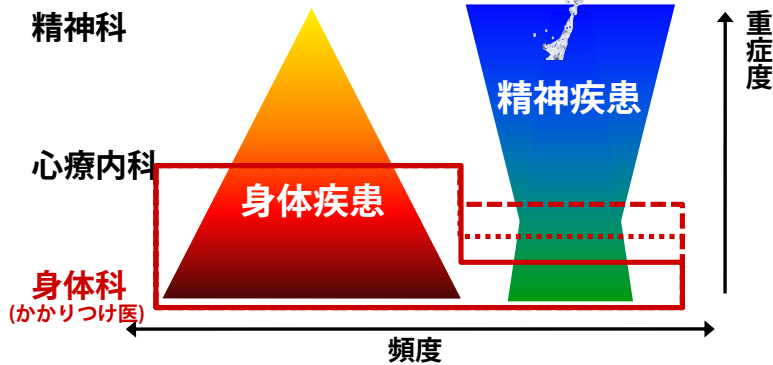 精神科
重症度
精神疾患
心療内科
身体疾患
身体科
(かかりつけ医)
頻度